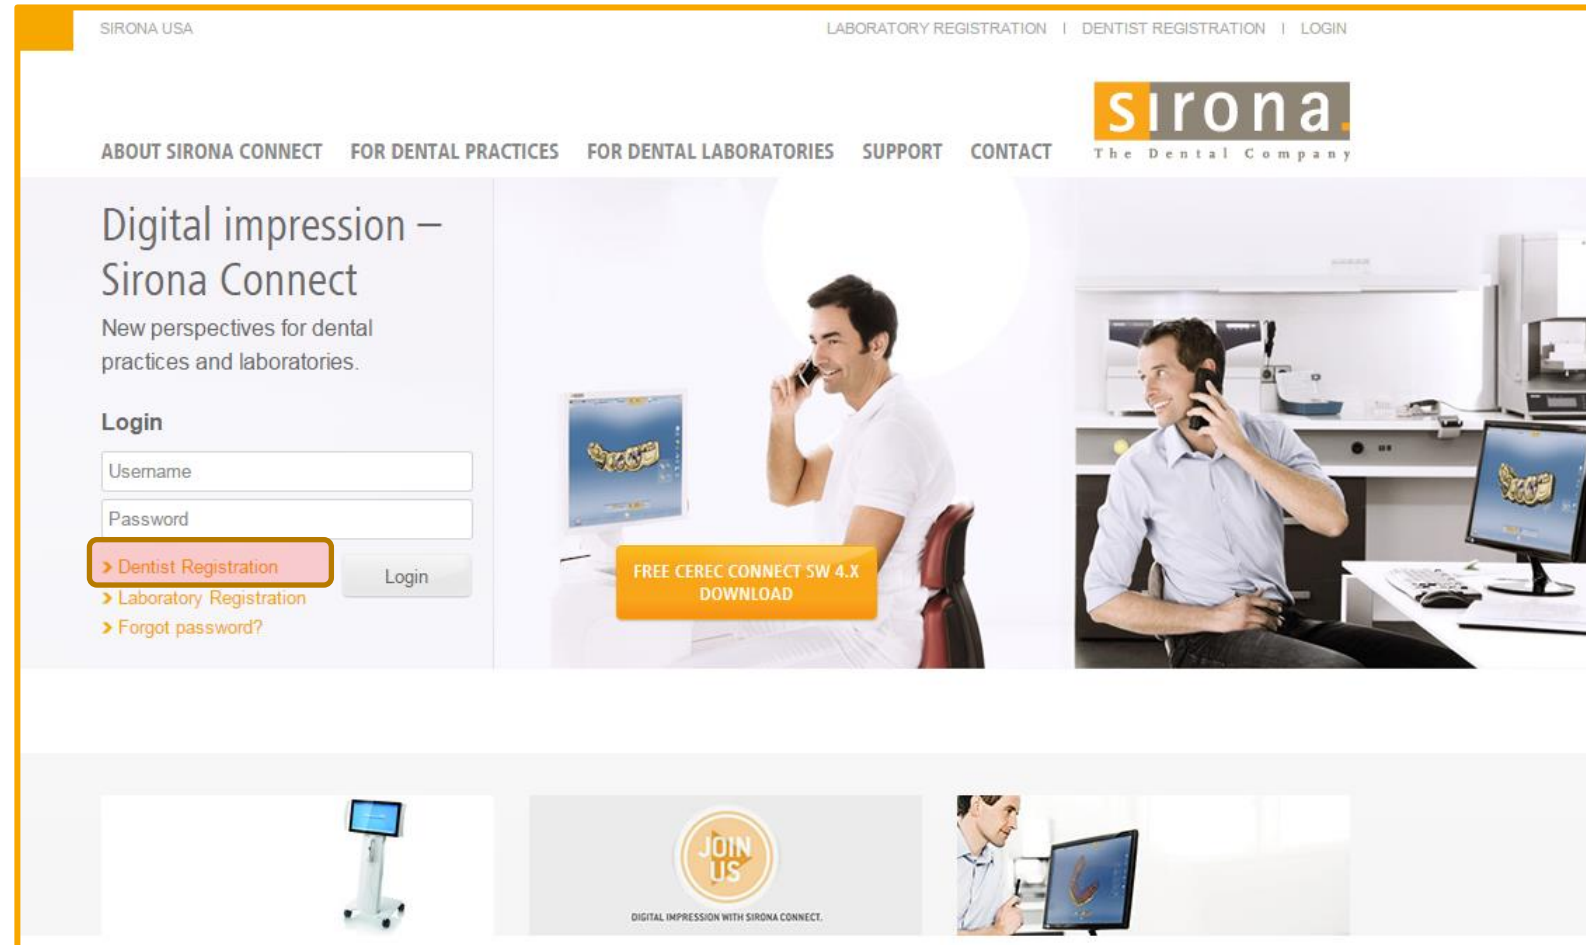 SIRONA USA
LABORATORY REGISTRATION | DENTIST REGISTRATION | LOGIN
sirona.
The Dental Company
ABOUT SIRONA CONNECT FOR DENTAL PRACTICES FOR DENTAL LABORATORIES SUPPORT CONTACT
Digital impression –
Sirona Connect
New perspectives for dental
practices and laboratories.
Login
Username
Password
> Dentist Registration
Login
> Laboratory Registration
> Forgot password?
FREE CEREC CONNECT SW 4.X
DOWNLOAD
JOIN
US
DIGITAL IMPRESSION WITH SIRONA CONNECT.